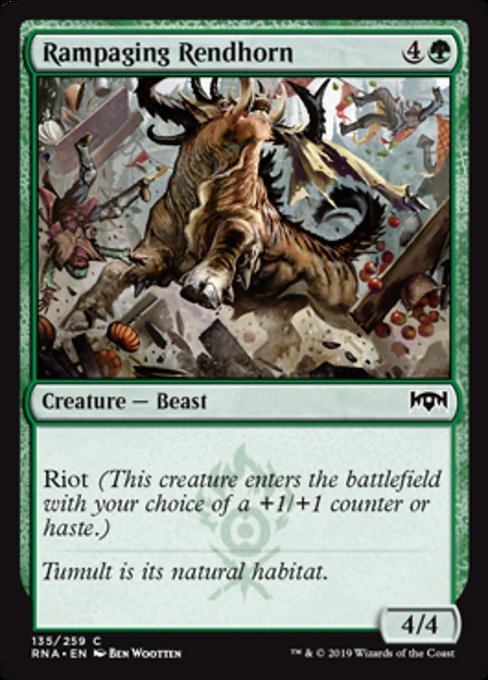 Rampaging Rendhorn 4
Creature — Beast
Riot (This creature enters the battlefield
with your choice of a +1/+1 counter or
haste.)
Tumult is its natural habitat.
4/4
135/259 C
RNA • EN Ben Wootten
™ & © 2019 Wizards of the Coast